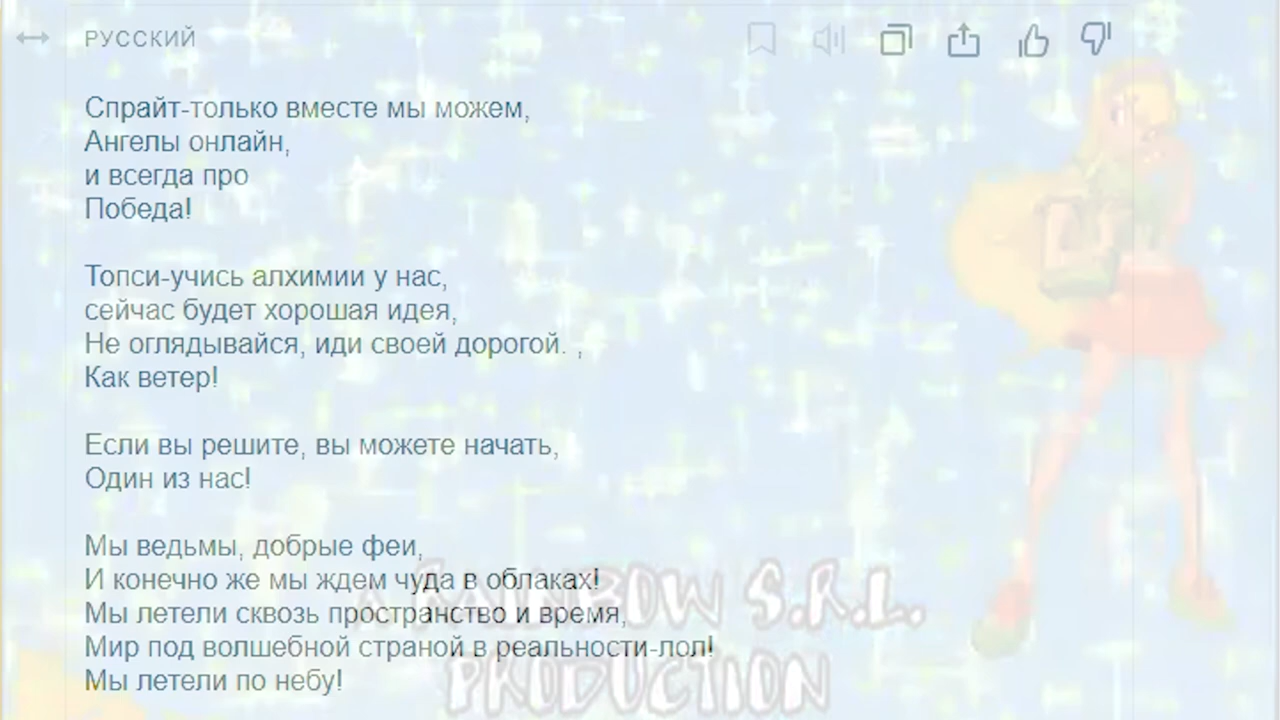 РУССКИЙ
Спрайт-только вместе мы можем,
Ангелы онлайн,
и всегда про
Победа!
Топси-учись алхимии у нас,
сейчас будет хорошая идея,
Не оглядывайся, иди своей дорогой. ,
Как ветер!
Если вы решите, вы можете начать,
Один из нас!
Мы ведьмы, добрые феи,
И конечно же мы ждем чуда в облаках!
Мы летели сквозь пространство и время,
Мир под волшебной страной в реальности-лол!
Мы летели по небу!
A RAINBOW S.R.L.
PRODUCTION